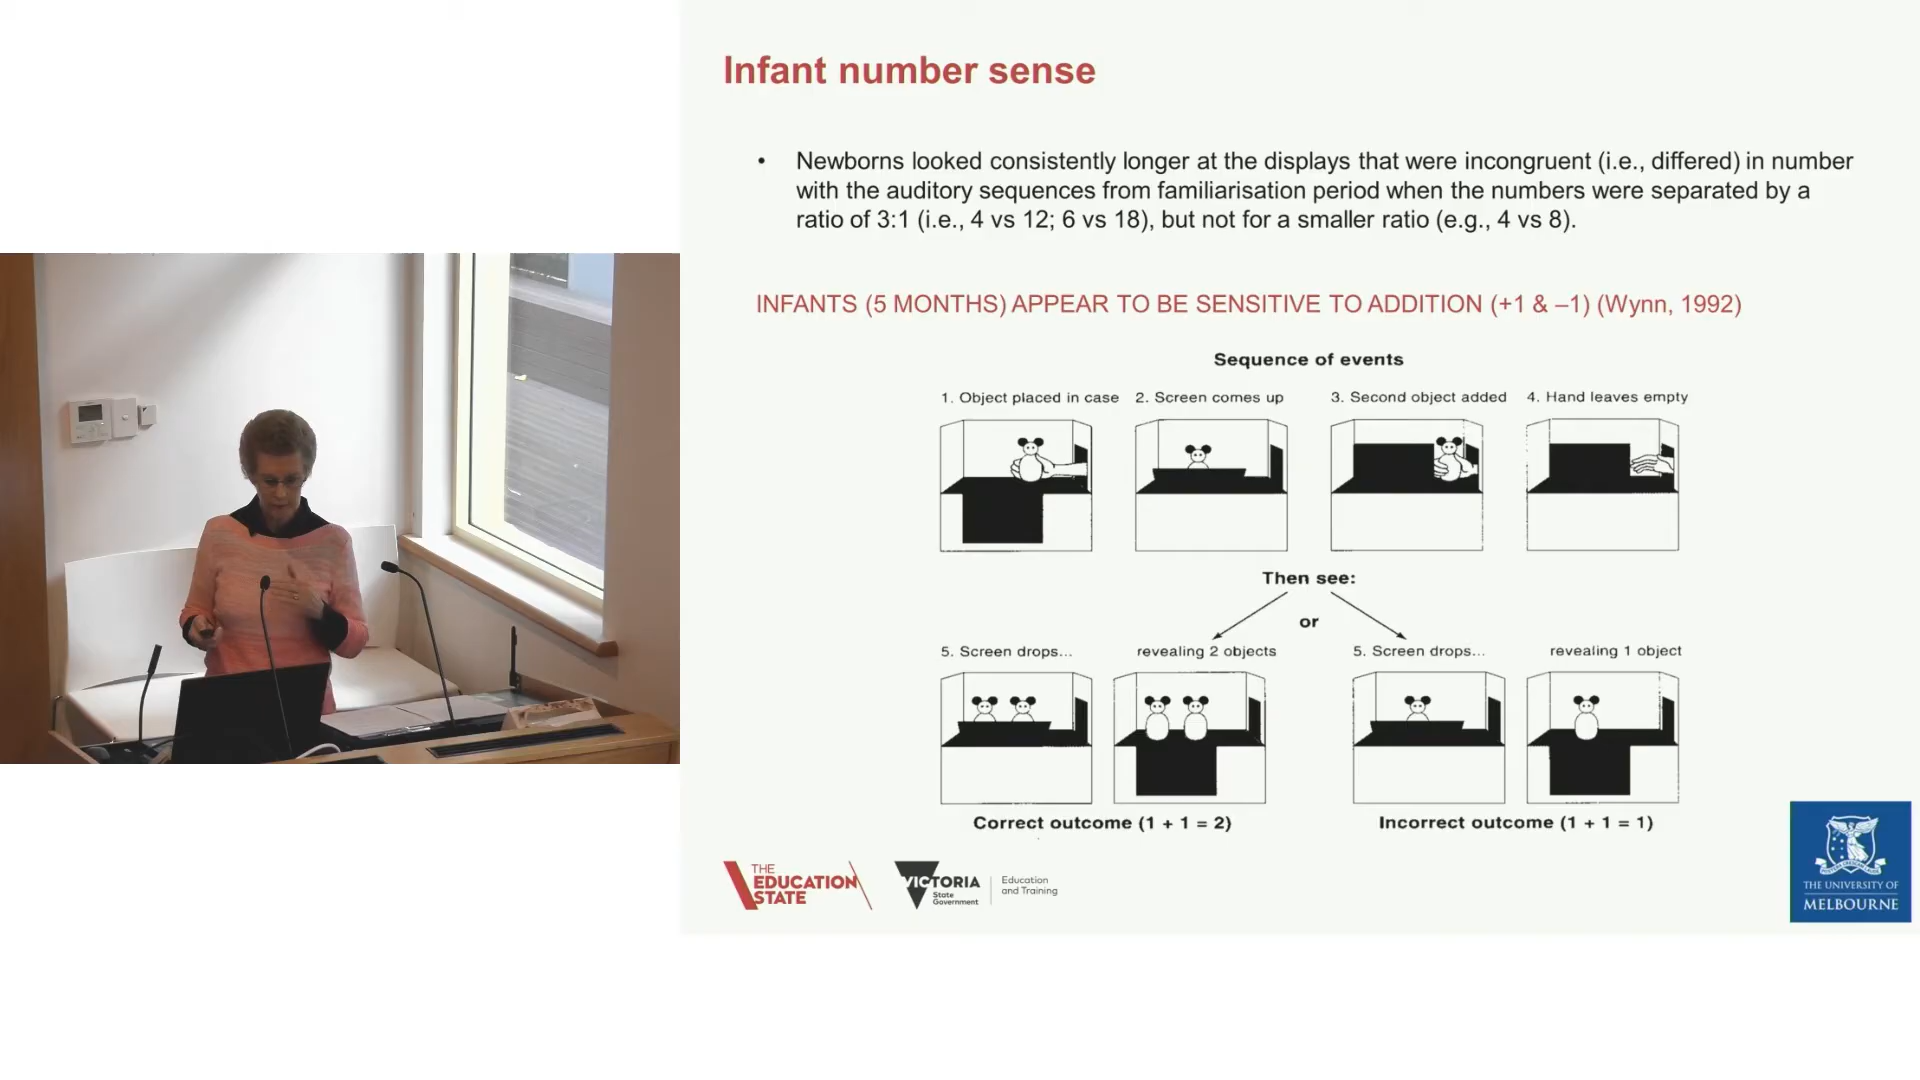 Infant number sense
• Newborns looked consistently longer at the displays that were incongruent (i.e., differed) in number
with the auditory sequences from familiarisation period when the numbers were separated by a
ratio of 3:1 (i.e., 4 vs 12; 6 vs 18), but not for a smaller ratio (e.g., 4 vs 8).
INFANTS (5 MONTHS) APPEAR TO BE SENSITIVE TO ADDITION (+1 & –1) (Wynn, 1992)
Sequence of events
1. Object placed in case
2. Screen comes up
3. Second object added
4. Hand leaves empty
Then see:
or
5. Screen drops...
revealing 2 objects
5. Screen drops...
revealing 1 object
Correct outcome (1 + 1 = 2)
Incorrect outcome (1 + 1 = 1)
THE
EDUCATION
STATE
VICTORIA
State
Government
Education
and Training
THE UNIVERSITY OF
MELBOURNE